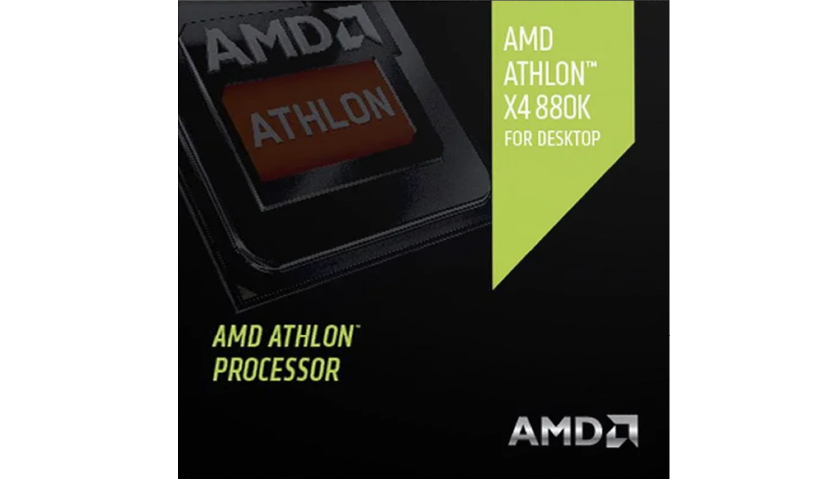 AMD
ATHLON
AMD
ATHLON™
X4 880K
FOR DESKTOP
AMD ATHLON™
PROCESSOR
AMD